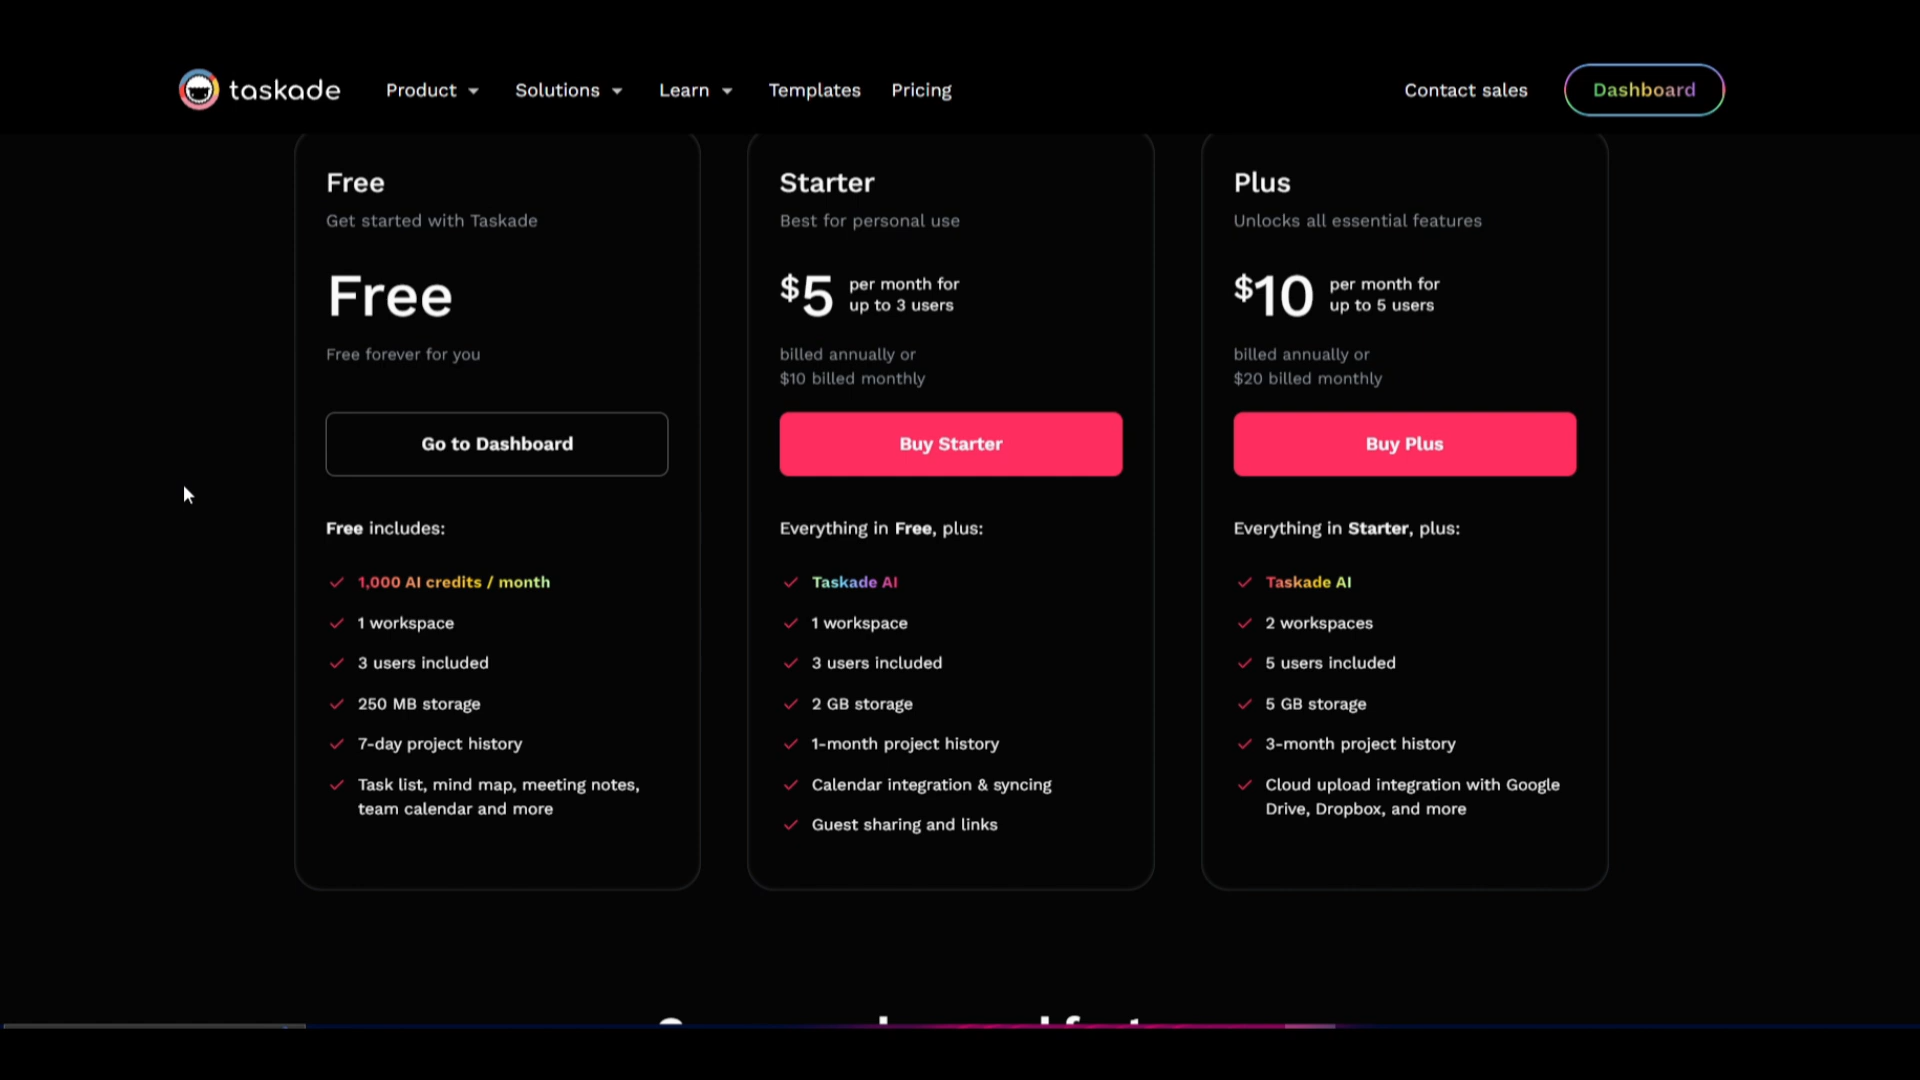 taskade
Product
Solutions
Learn
Templates
Pricing
Contact sales
Dashboard
Free
Get started with Taskade
Free
Free forever for you
Go to Dashboard
Free includes:
1,000 AI credits / month
1 workspace
3 users included
250 MB storage
7-day project history
Task list, mind map, meeting notes,
team calendar and more
Starter
Best for personal use
$5 per month for
up to 3 users
billed annually or
$10 billed monthly
Buy Starter
Everything in Free, plus:
Taskade AI
1 workspace
3 users included
2 GB storage
1-month project history
Calendar integration & syncing
Guest sharing and links
Plus
Unlocks all essential features
$10 per month for
up to 5 users
billed annually or
$20 billed monthly
Buy Plus
Everything in Starter, plus:
Taskade AI
2 workspaces
5 users included
5 GB storage
3-month project history
Cloud upload integration with Google
Drive, Dropbox, and more